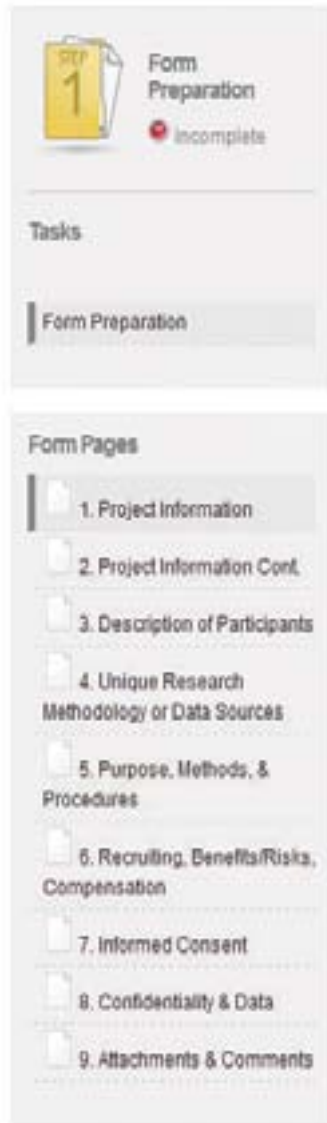 STEP
1
Form
Preparation
Incomplete
Tasks
Form Preparation
Form Pages
1. Project Information
2. Project Information Cont.
3. Description of Participants
4. Unique Research
Methodology or Data Sources
5. Purpose, Methods, &
Procedures
6. Recruiting, Benefits/Risks,
Compensation
7. Informed Consent
8. Confidentiality & Data
9. Attachments & Comments